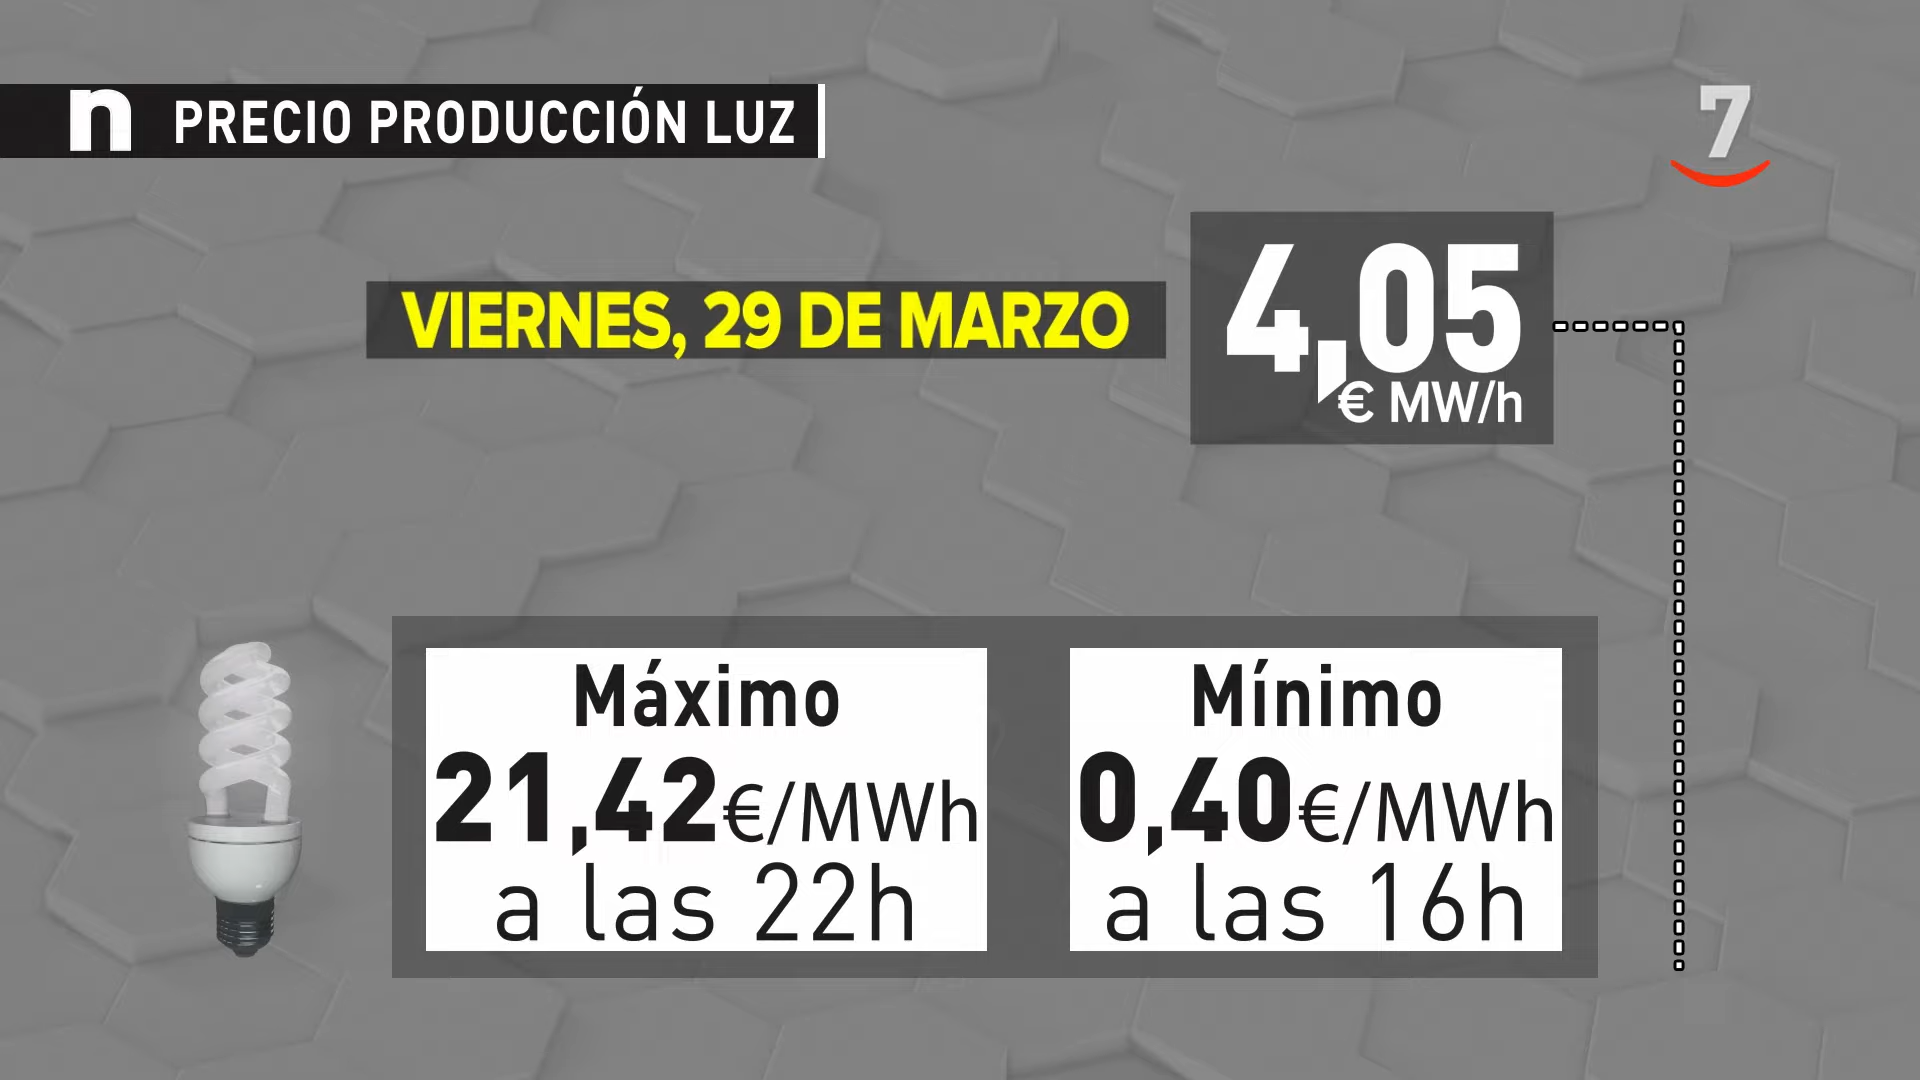 n PRECIO PRODUCCIÓN LUZ
7
VIERNES, 29 DE MARZO
4,05
€ MW/h
Máximo
21,42€/MWh
a las 22h
Mínimo
0,40€/MWh
a las 16h